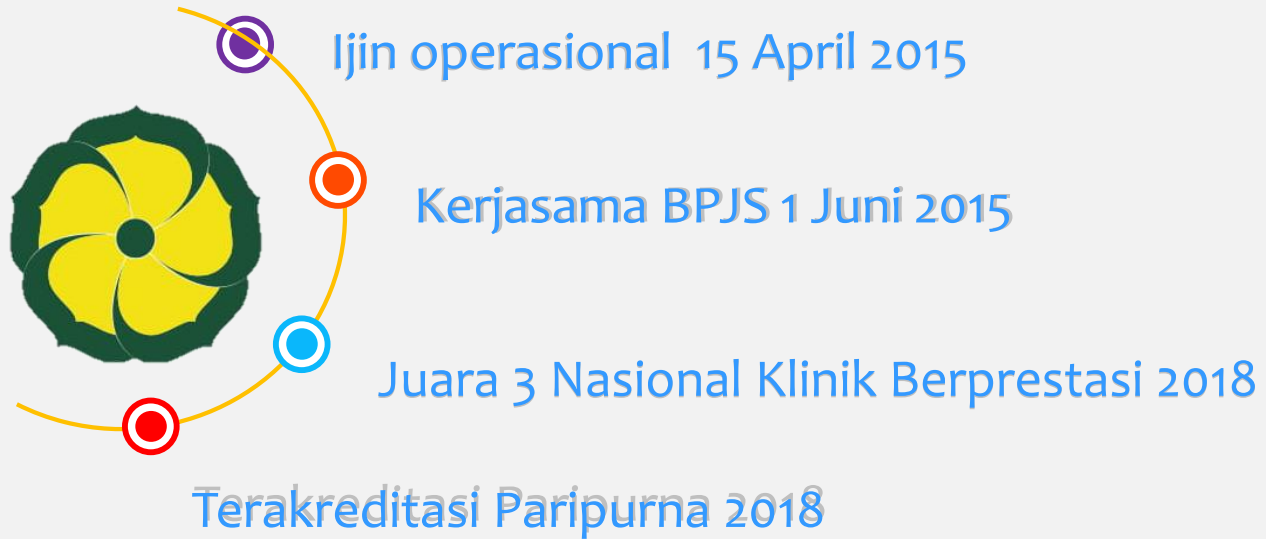 Ijin operasional 15 April 2015
Kerjasama BPJS 1 Juni 2015
Juara 3 Nasional Klinik Berprestasi 2018
Terakreditasi Paripurna 2018